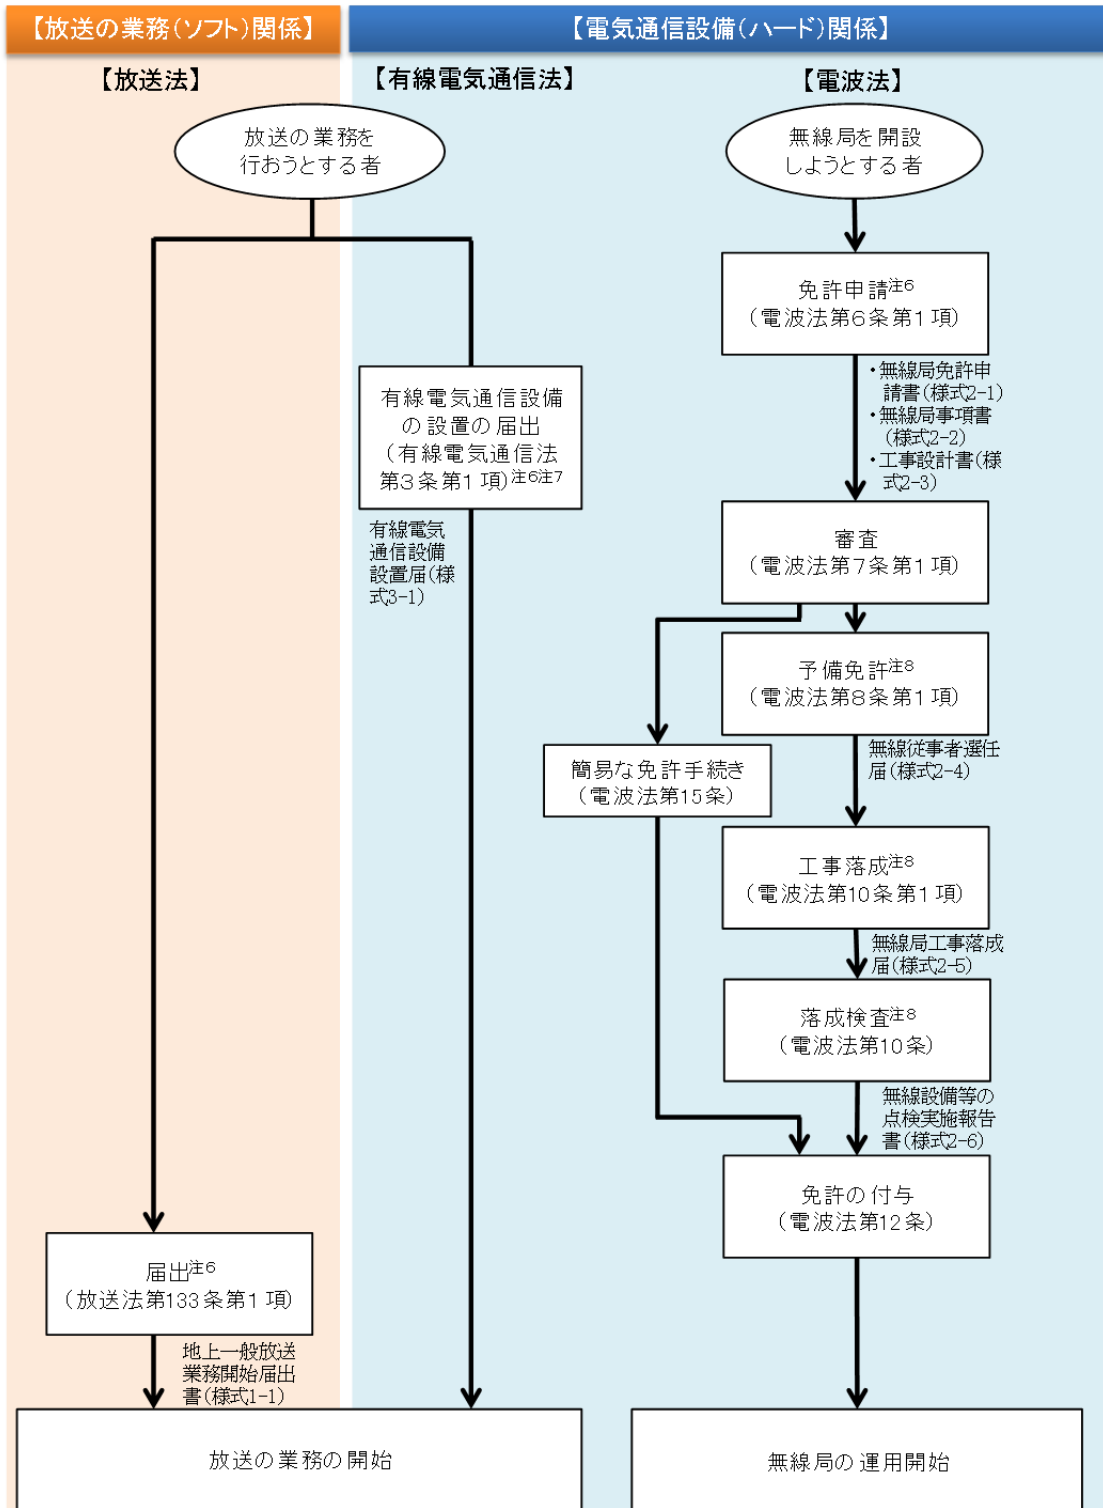 【放送の業務（ソフト）関係】
【電気通信設備（ハード）関係】
【放送法】
【有線電気通信法】
【電波法】
放送の業務を
行おうとする者
無線局を開設
しようとする者
免許申請注6
（電波法第6条第1項）
・無線局免許申
請書（様式2-1）
・無線局事項書
（様式2-2）
・工事設計書（様
式2-3）
有線電気通信設備
の設置の届出
（有線電気通信法
第3条第1項）注6注7
有線電気
通信設備
設置届（様
式3-1）
審査
（電波法第7条第1項）
予備免許注8
（電波法第8条第1項）
無線従事者選任
届（様式2-4）
簡易な免許手続き
（電波法第15条）
工事落成注8
（電波法第10条第1項）
無線局工事落成
届（様式2-5）
落成検査注8
（電波法第10条）
無線設備等の
点検実施報告
書（様式2-6）
免許の付与
（電波法第12条）
届出注6
（放送法第133条第1項）
地上一般放送
業務開始届出
書（様式1-1）
放送の業務の開始
無線局の運用開始